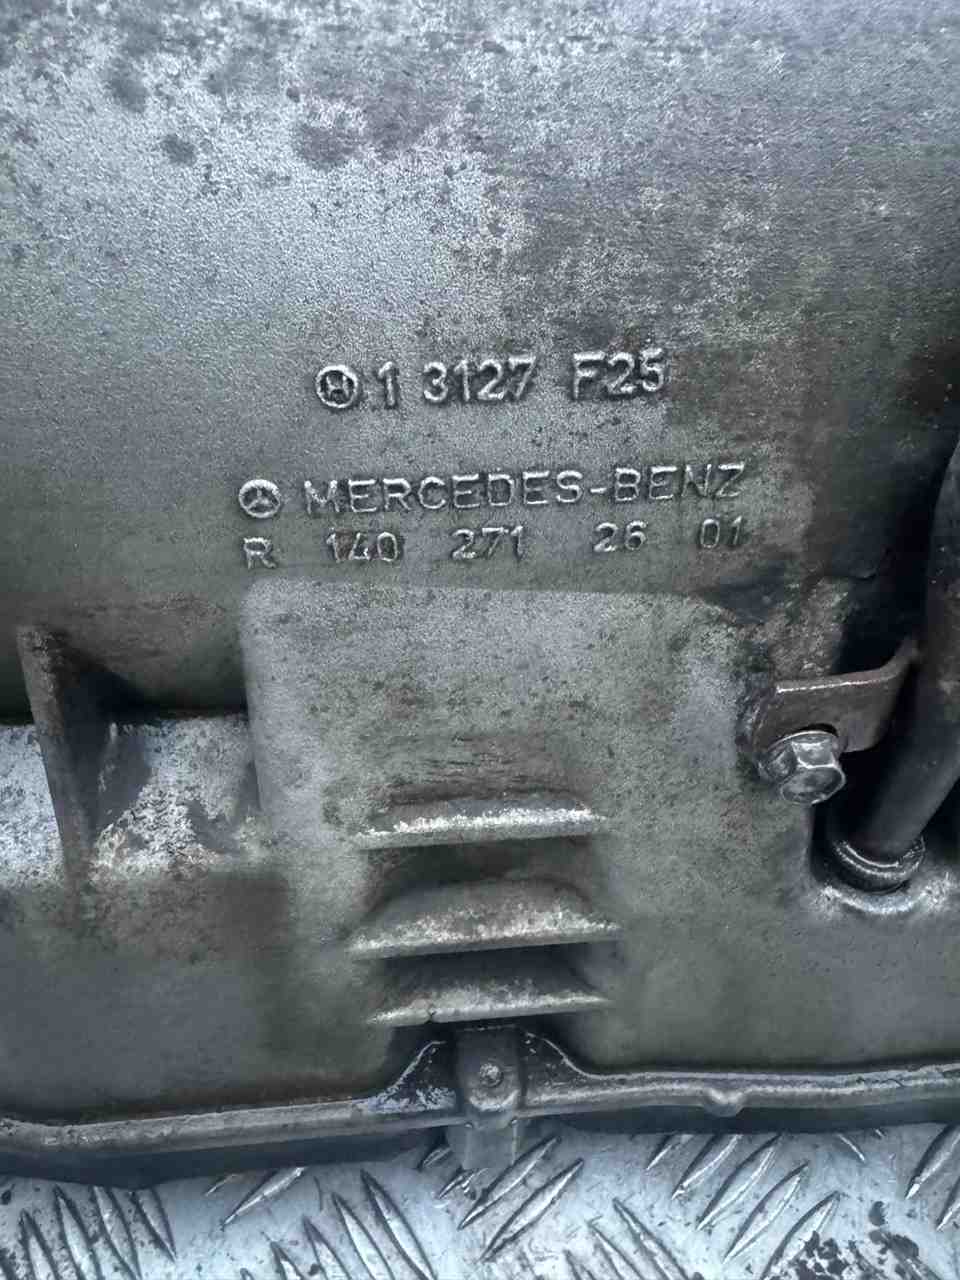 1 3127 F25
MERCEDES-BENZ
R 140 271 26 01